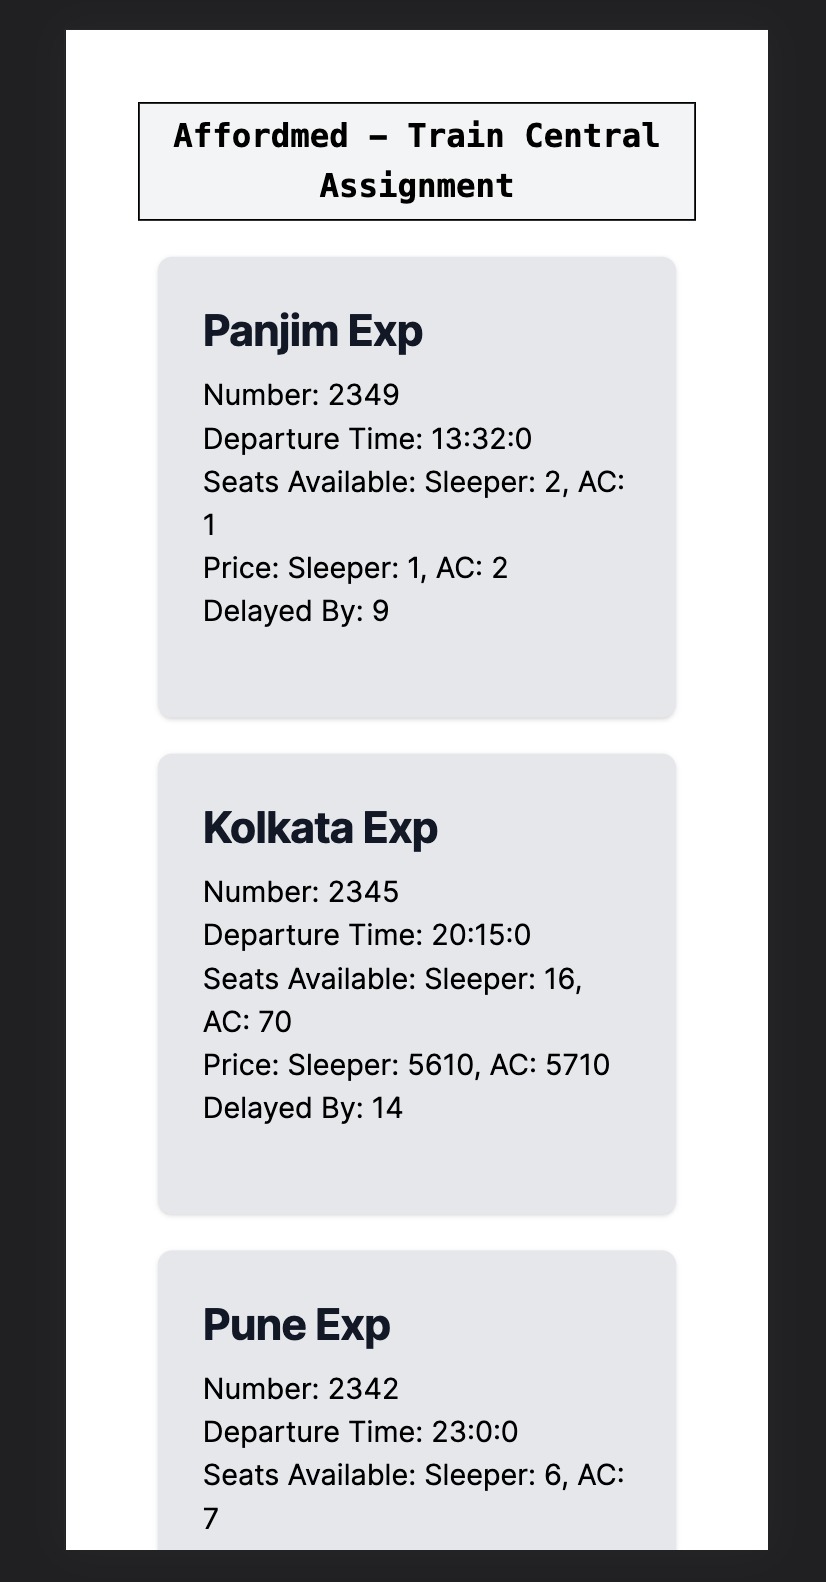 Affordmed – Train Central
Assignment
Panjim Exp
Number: 2349
Departure Time: 13:32:0
Seats Available: Sleeper: 2, AC:
1
Price: Sleeper: 1, AC: 2
Delayed By: 9
Kolkata Exp
Number: 2345
Departure Time: 20:15:0
Seats Available: Sleeper: 16,
AC: 70
Price: Sleeper: 5610, AC: 5710
Delayed By: 14
Pune Exp
Number: 2342
Departure Time: 23:0:0
Seats Available: Sleeper: 6, AC:
7